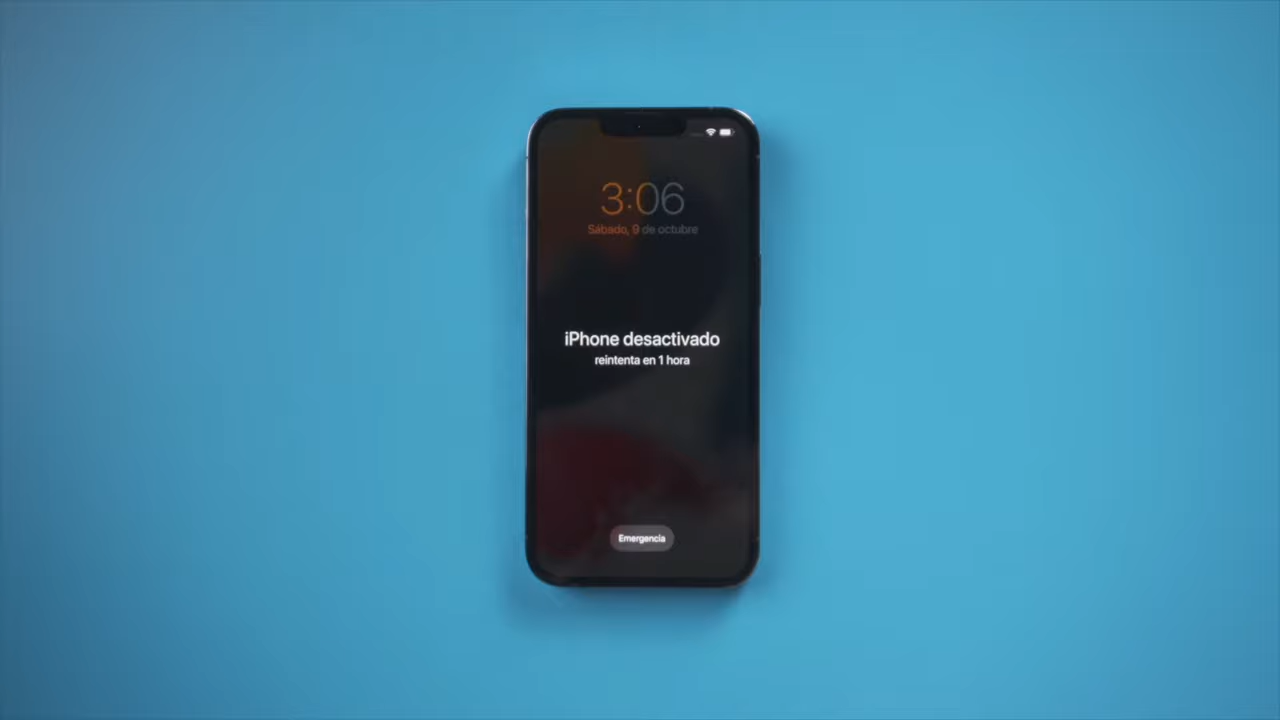 3:06
Sábado, 9 de octubre
iPhone desactivado
reintenta en 1 hora
Emergencia